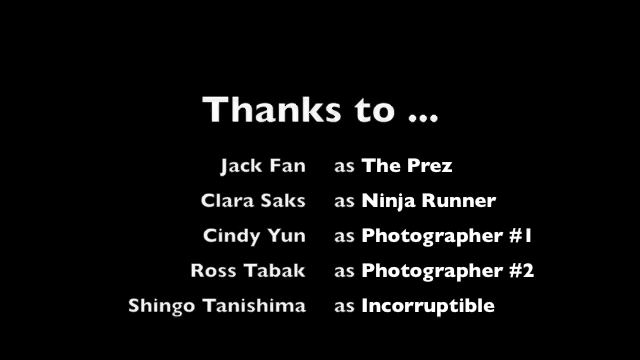 Thanks to ...
Jack Fan as The Prez
Clara Saks as Ninja Runner
Cindy Yun as Photographer #1
Ross Tabak as Photographer #2
Shingo Tanishima as Incorruptible